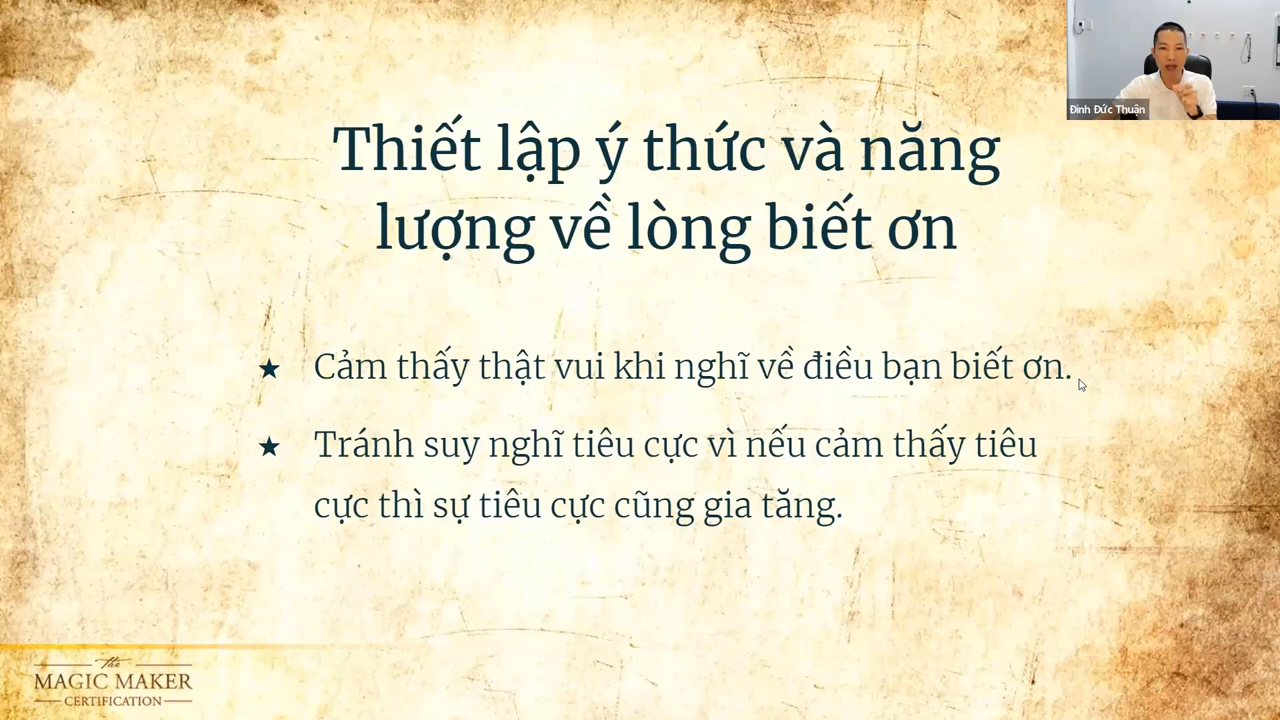 Đinh Đức Thuận
Thiết lập ý thức và năng
lượng về lòng biết ơn
★ Cảm thấy thật vui khi nghĩ về điều bạn biết ơn.
★ Tránh suy nghĩ tiêu cực vì nếu cảm thấy tiêu
cực thì sự tiêu cực cũng gia tăng.
the
MAGIC MAKER
CERTIFICATION